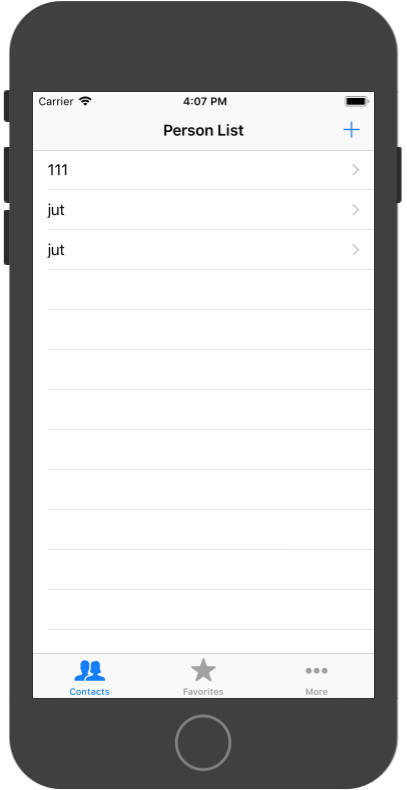 Carrier 4:07 PM
Person List
111
jut
jut
Contacts Favorites More